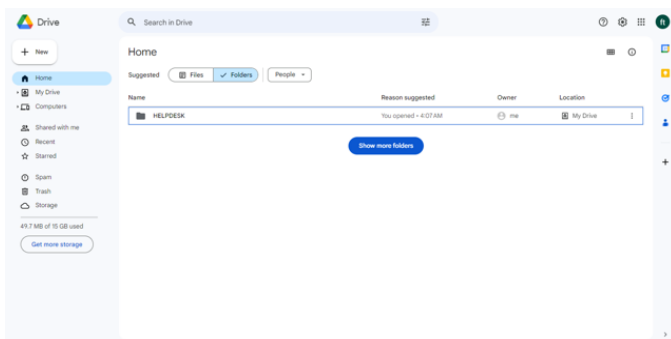 Drive
Search in Drive
ft
New
Home
Suggested Files Folders People
Home
My Drive
Computers
Shared with me
Recent
Starred
Spam
Trash
Storage
49.7 MB of 15 GB used
Get more storage
Name Reason suggested Owner Location
HELPDESK You opened • 4:07 AM me My Drive
Show more folders